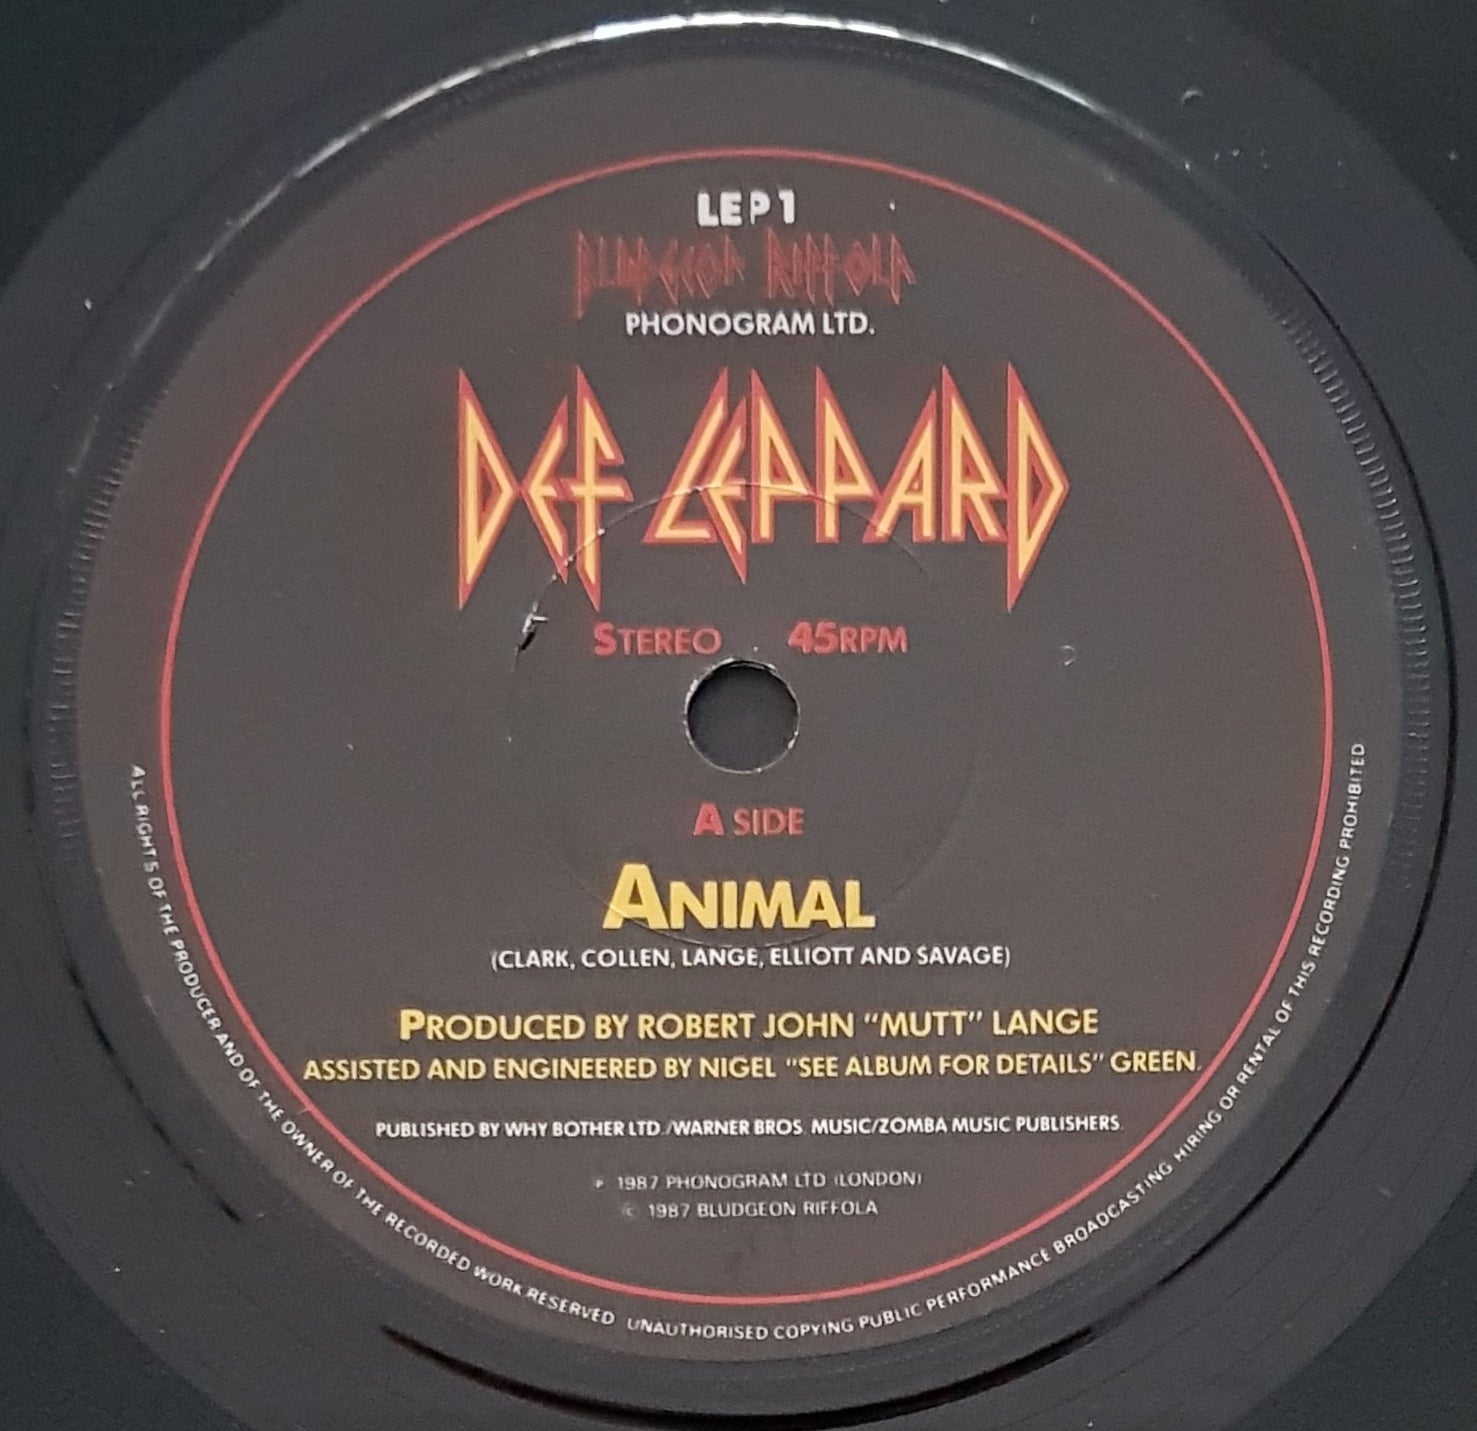 LEP 1
BLUDGEON RIFFOLA
PHONOGRAM LTD.
DEF LEPPARD
STEREO 45RPM
A SIDE
ANIMAL
(CLARK, COLLEN, LANGE, ELLIOTT AND SAVAGE)
PRODUCED BY ROBERT JOHN "MUTT" LANGE
ASSISTED AND ENGINEERED BY NIGEL "SEE ALBUM FOR DETAILS" GREEN.
PUBLISHED BY WHY BOTHER LTD./WARNER BROS. MUSIC/ZOMBA MUSIC PUBLISHERS.
℗ 1987 PHONOGRAM LTD (LONDON)
© 1987 BLUDGEON RIFFOLA
ALL RIGHTS OF THE PRODUCER AND OF THE OWNER OF THE RECORDED WORK RESERVED UNAUTHORISED COPYING PUBLIC PERFORMANCE BROADCASTING HIRING OR RENTAL OF THIS RECORDING PROHIBITED